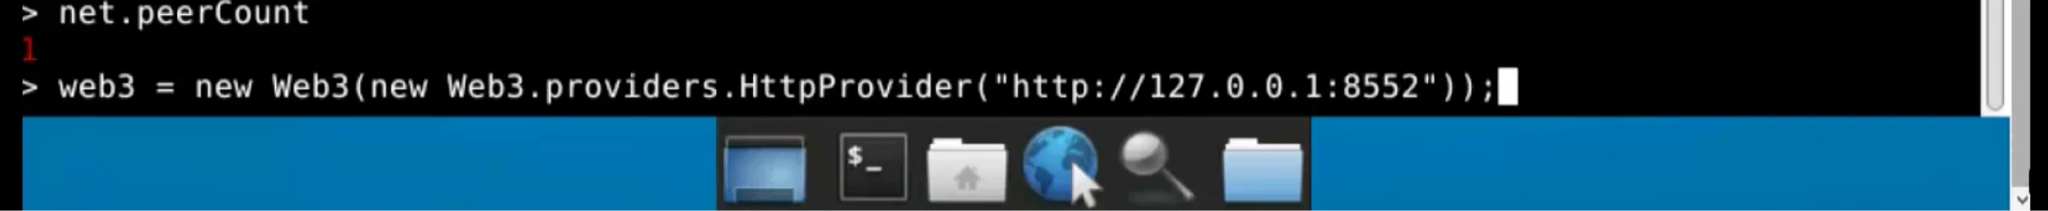 > net.peerCount
1
> web3 = new Web3(new Web3.providers.HttpProvider("http://127.0.0.1:8552"));
$_